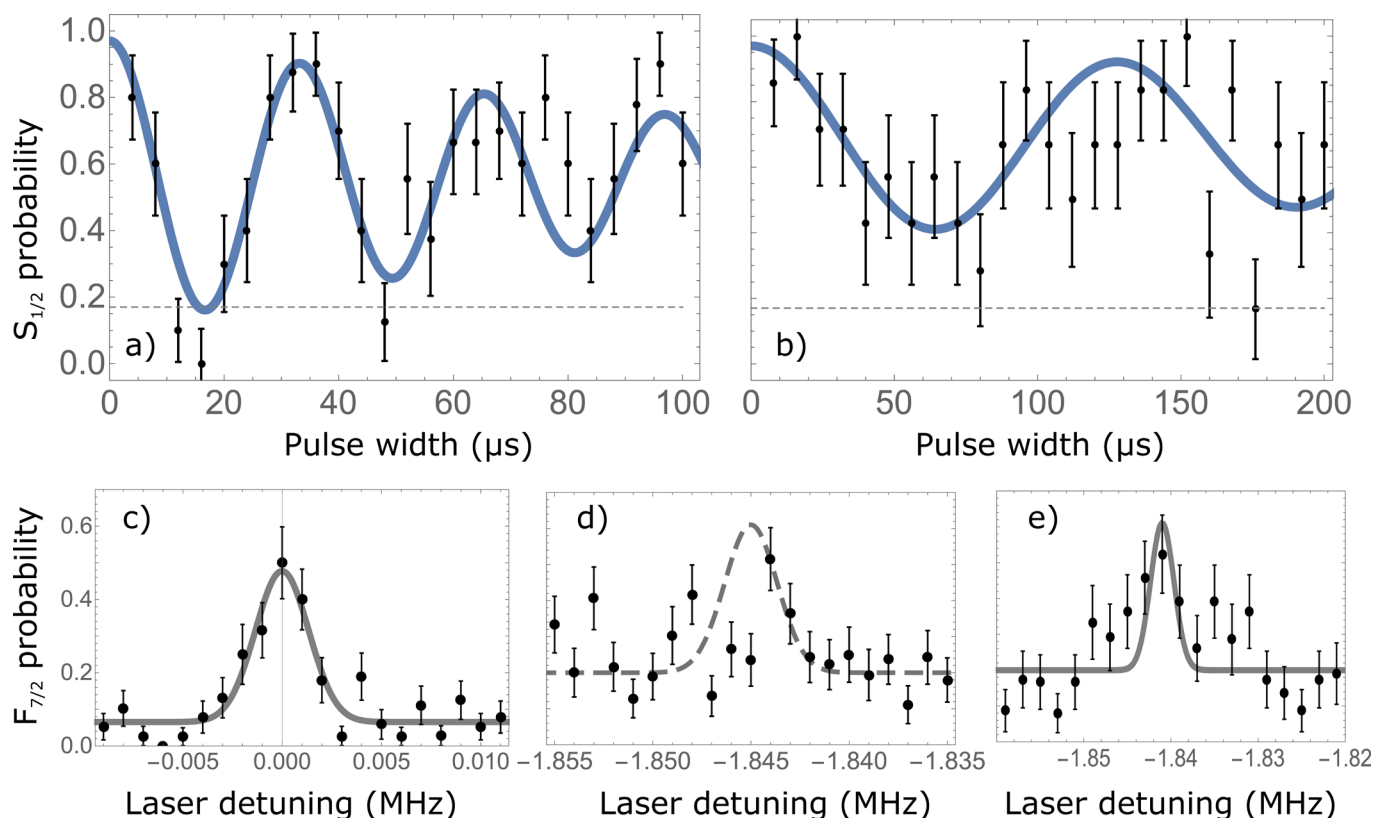 1.0
0.8
0.6
0.4
0.2
0.0
S1/2 probability
a)
b)
0 20 40 60 80 100
0 50 100 150 200
Pulse width (μs)
Pulse width (μs)
0.6
0.4
0.2
0.0
F7/2 probability
c)
d)
e)
−0.005 0.000 0.005 0.010
−1.855 −1.850 −1.845 −1.840 −1.835
−1.85 −1.84 −1.83 −1.82
Laser detuning (MHz)
Laser detuning (MHz)
Laser detuning (MHz)